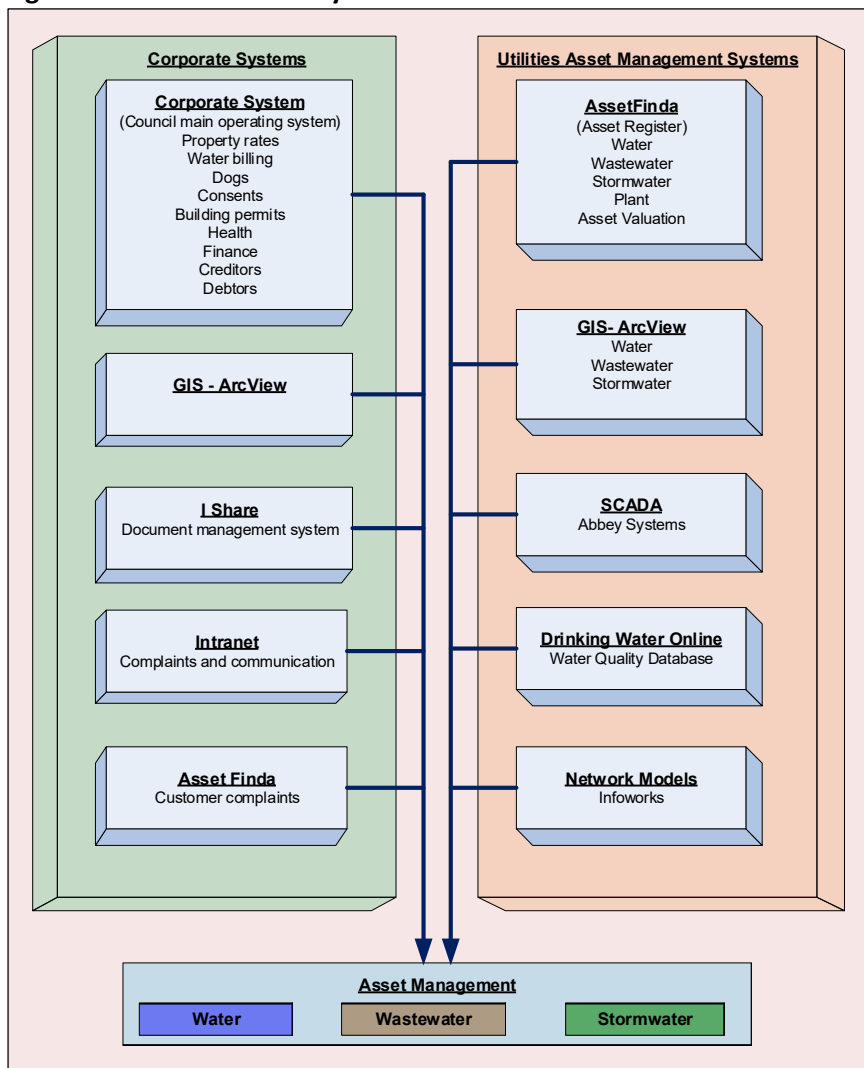 Corporate Systems
Corporate System
(Council main operating system)
Property rates
Water billing
Dogs
Consents
Building permits
Health
Finance
Creditors
Debtors
GIS - ArcView
I Share
Document management system
Intranet
Complaints and communication
Asset Finda
Customer complaints
Utilities Asset Management Systems
AssetFinda
(Asset Register)
Water
Wastewater
Stormwater
Plant
Asset Valuation
GIS- ArcView
Water
Wastewater
Stormwater
SCADA
Abbey Systems
Drinking Water Online
Water Quality Database
Network Models
Infoworks
Asset Management
Water
Wastewater
Stormwater